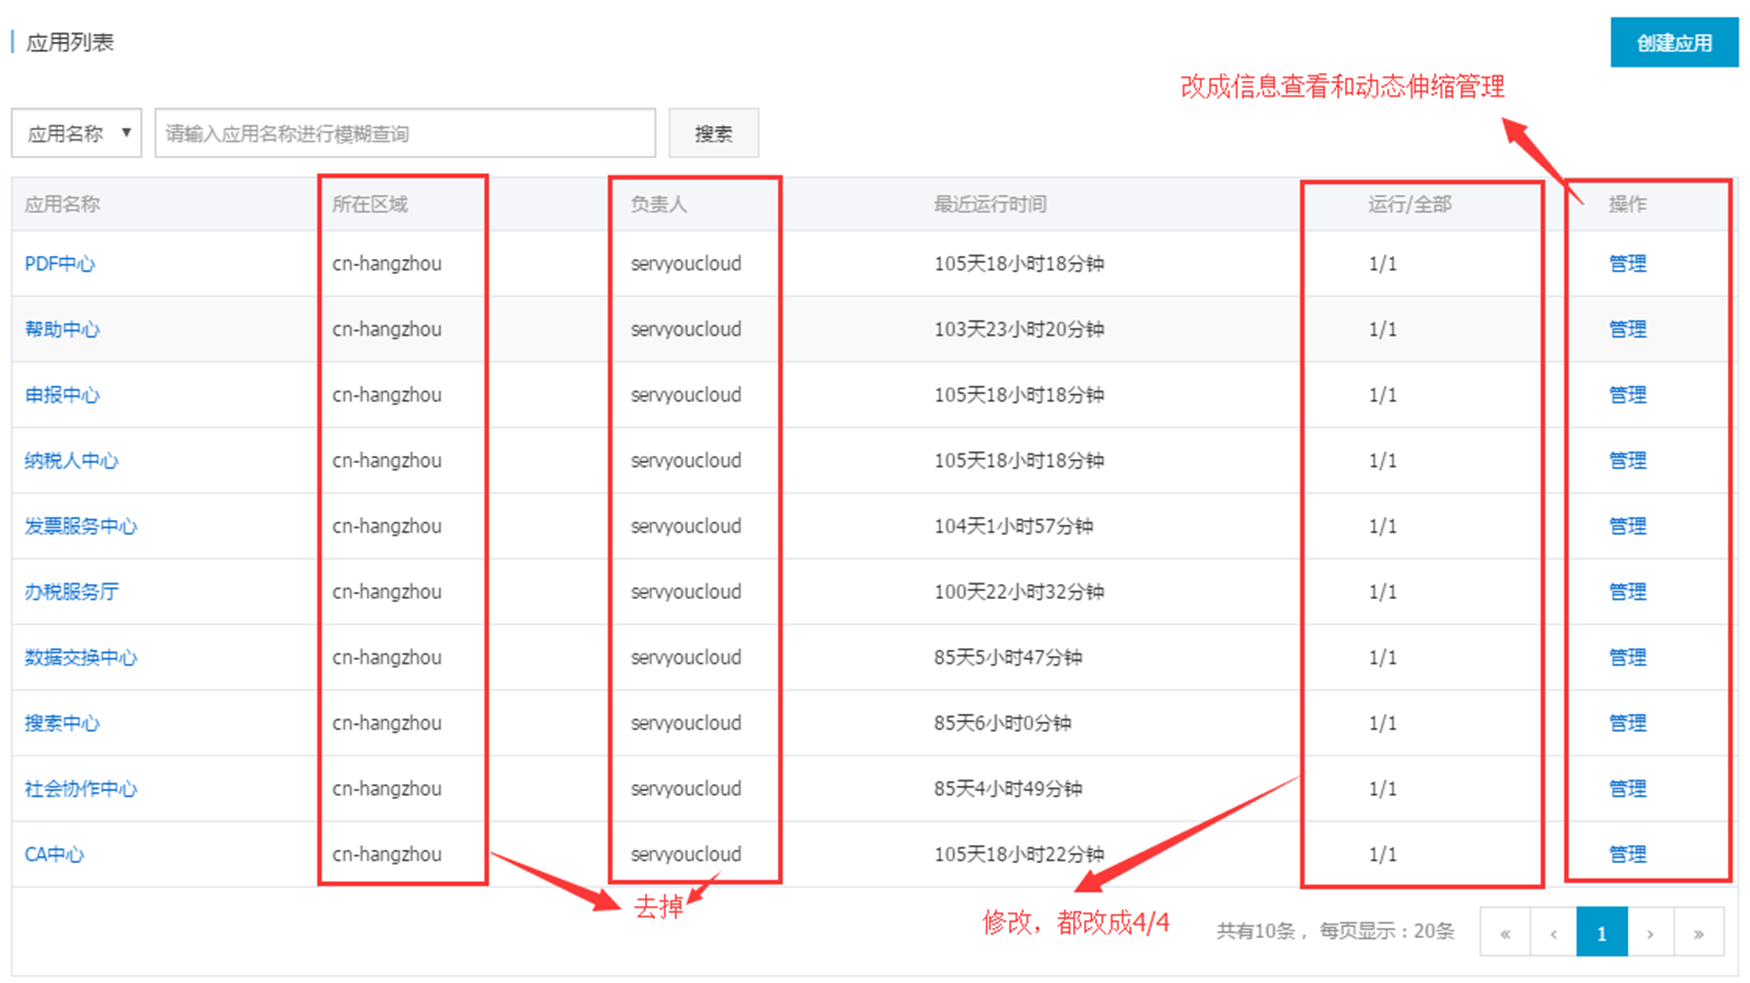 应用列表
创建应用
改成信息查看和动态伸缩管理
应用名称 ▼ 请输入应用名称进行模糊查询 搜索
应用名称 所在区域 负责人 最近运行时间 运行/全部 操作
PDF中心 cn-hangzhou servyoucloud 105天18小时18分钟 1/1 管理
帮助中心 cn-hangzhou servyoucloud 103天23小时20分钟 1/1 管理
申报中心 cn-hangzhou servyoucloud 105天18小时18分钟 1/1 管理
纳税人中心 cn-hangzhou servyoucloud 105天18小时18分钟 1/1 管理
发票服务中心 cn-hangzhou servyoucloud 104天1小时57分钟 1/1 管理
办税服务厅 cn-hangzhou servyoucloud 100天22小时32分钟 1/1 管理
数据交换中心 cn-hangzhou servyoucloud 85天5小时47分钟 1/1 管理
搜索中心 cn-hangzhou servyoucloud 85天6小时0分钟 1/1 管理
社会协作中心 cn-hangzhou servyoucloud 85天4小时49分钟 1/1 管理
CA中心 cn-hangzhou servyoucloud 105天18小时22分钟 1/1 管理
去掉
修改，都改成4/4
共有10条，每页显示：20条 « ‹ 1 › »